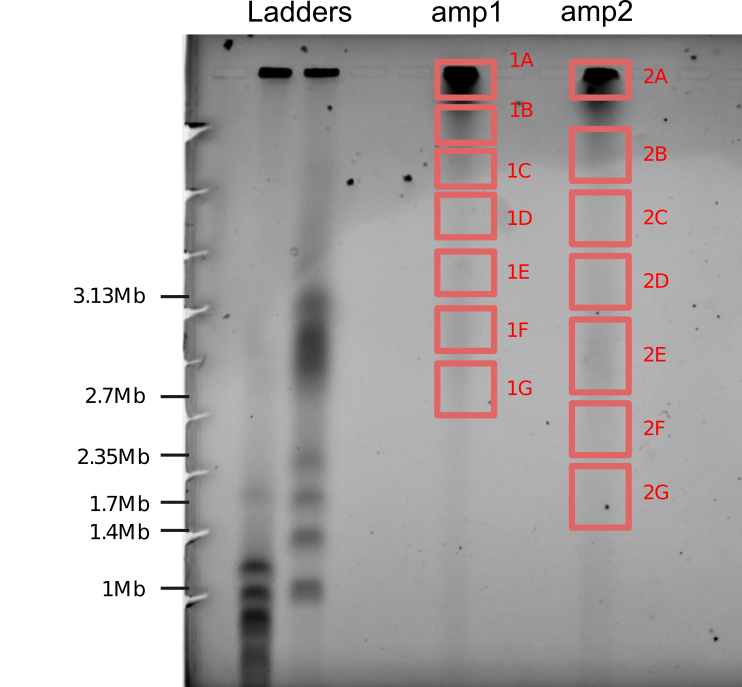 Ladders amp1 amp2
1A
2A
1B
2B
1C
1D
2C
1E
2D
3.13Mb
1F
2E
1G
2.7Mb
2F
2.35Mb
2G
1.7Mb
1.4Mb
1Mb